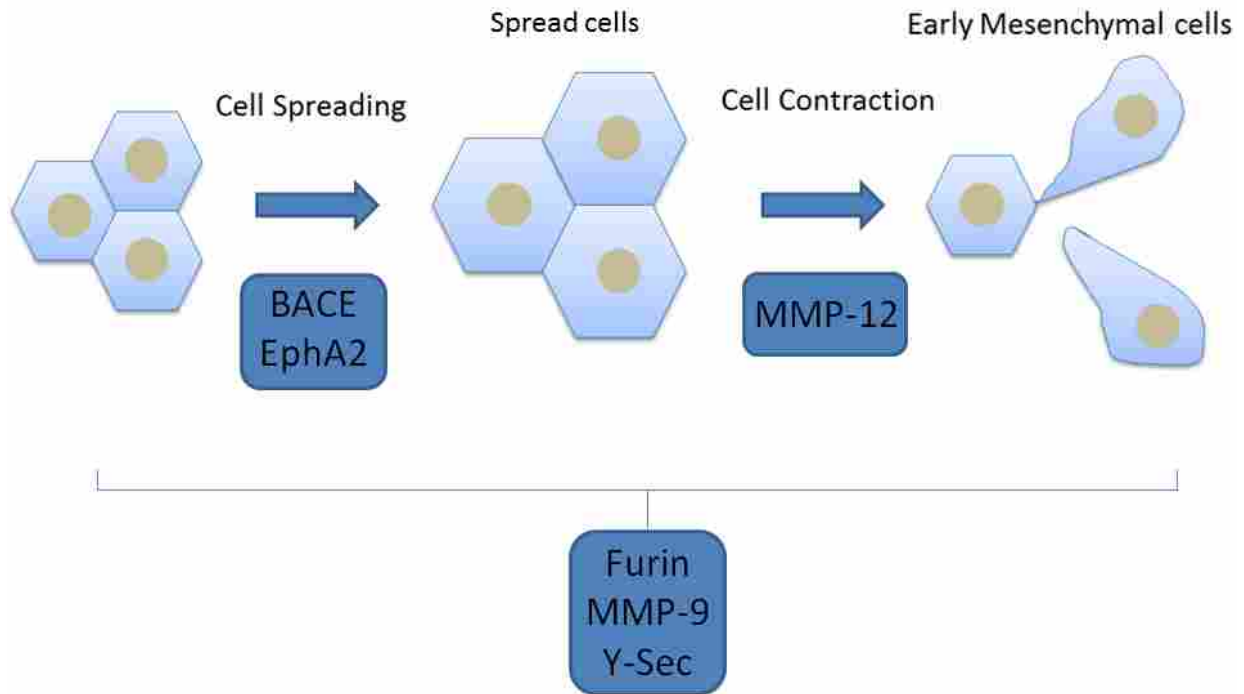 Spread cells
Early Mesenchymal cells
Cell Spreading
Cell Contraction
BACE
EphA2
MMP-12
Furin
MMP-9
Y-Sec